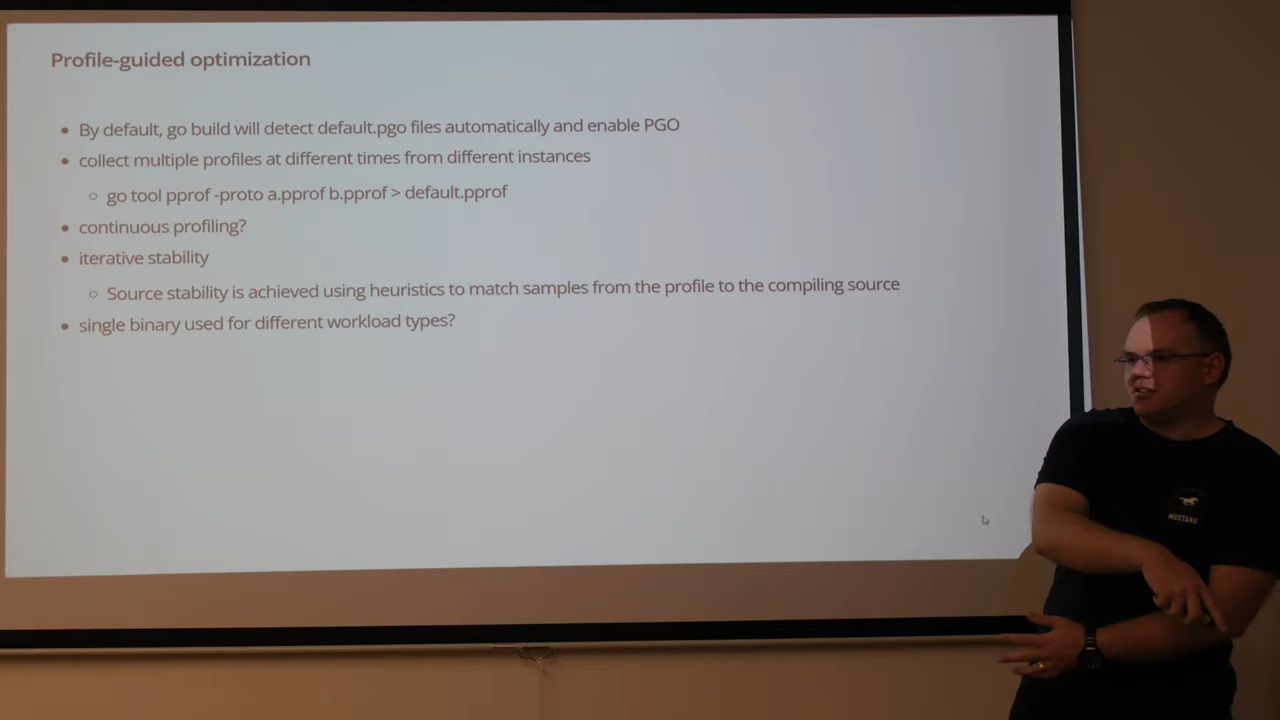 Profile-guided optimization
• By default, go build will detect default.pgo files automatically and enable PGO
• collect multiple profiles at different times from different instances
○ go tool pprof -proto a.pprof b.pprof > default.pprof
• continuous profiling?
• iterative stability
○ Source stability is achieved using heuristics to match samples from the profile to the compiling source
• single binary used for different workload types?
MUSTANG